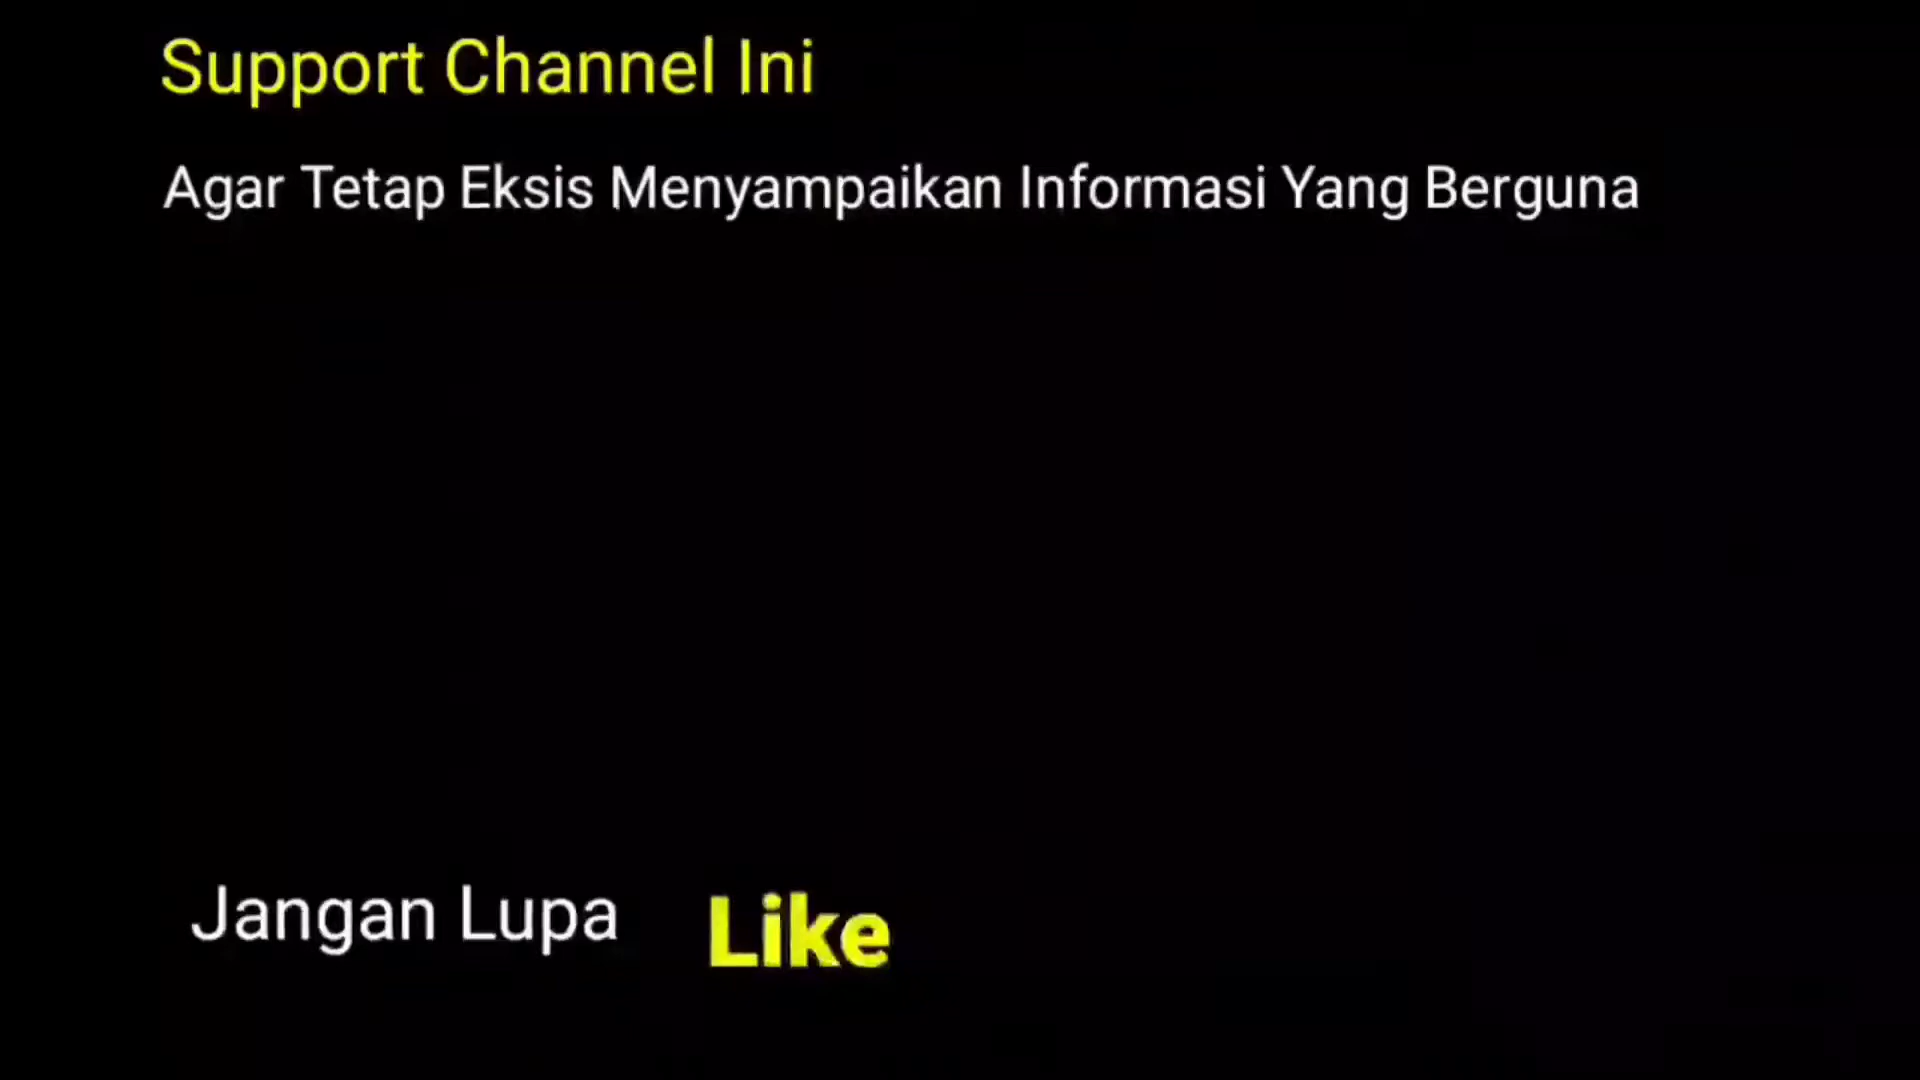 Support Channel Ini
Agar Tetap Eksis Menyampaikan Informasi Yang Berguna
Jangan Lupa Like